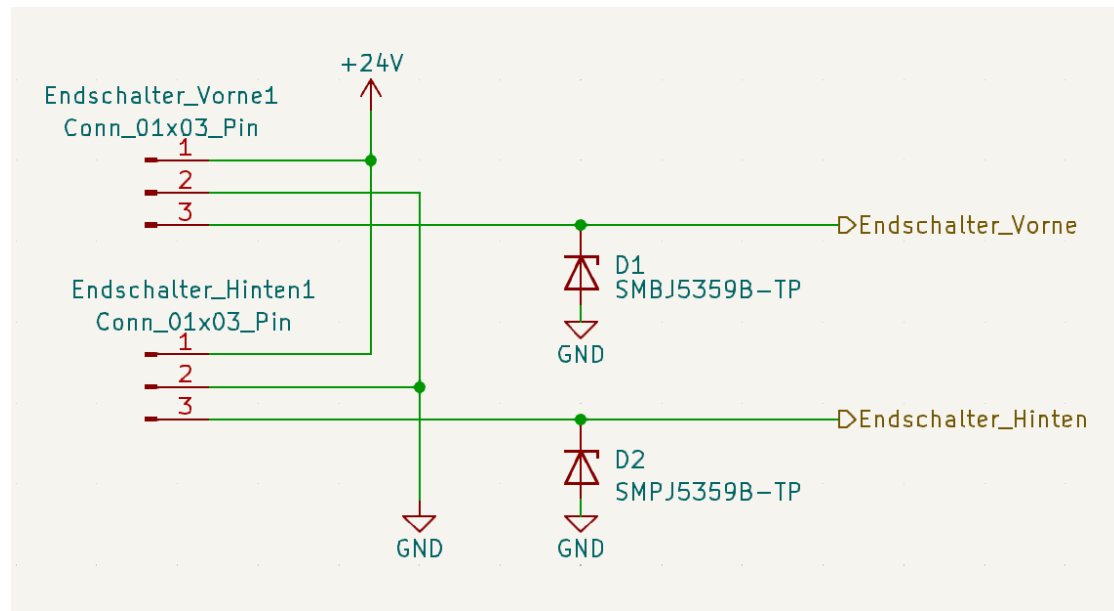 +24V
Endschalter_Vorne1
Conn_01x03_Pin
1
2
3
Endschalter_Vorne
D1
SMBJ5359B-TP
GND
Endschalter_Hinten1
Conn_01x03_Pin
1
2
3
Endschalter_Hinten
D2
SMPJ5359B-TP
GND
GND